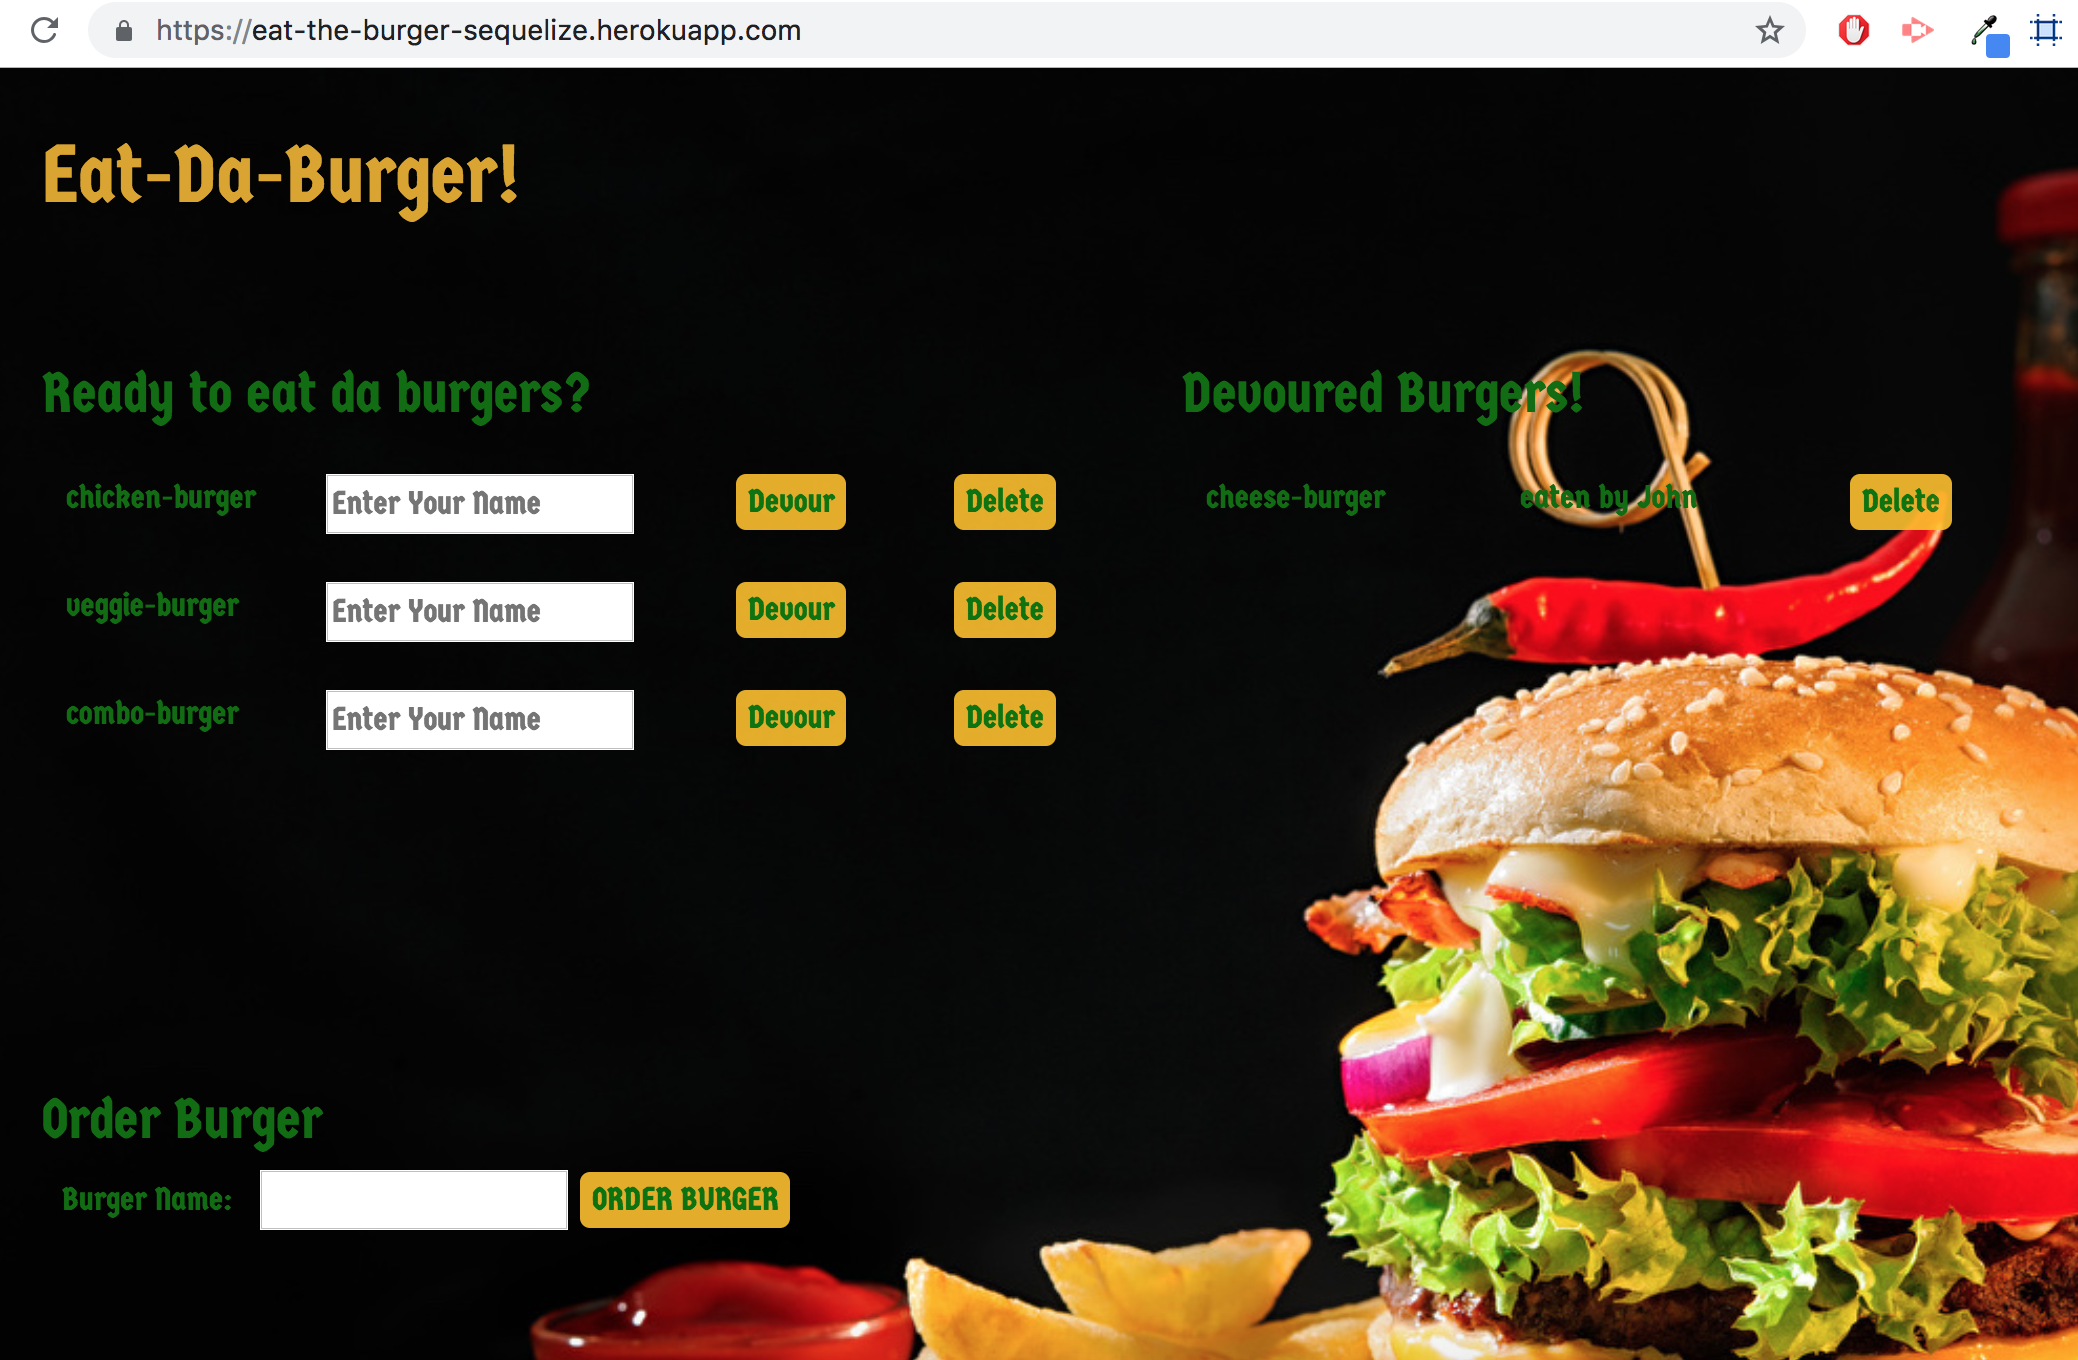 https://eat-the-burger-sequelize.herokuapp.com
Eat-Da-Burger!
Ready to eat da burgers?
chicken-burger Enter Your Name Devour Delete
veggie-burger Enter Your Name Devour Delete
combo-burger Enter Your Name Devour Delete
Devoured Burgers!
cheese-burger eaten by John Delete
Order Burger
Burger Name: ORDER BURGER